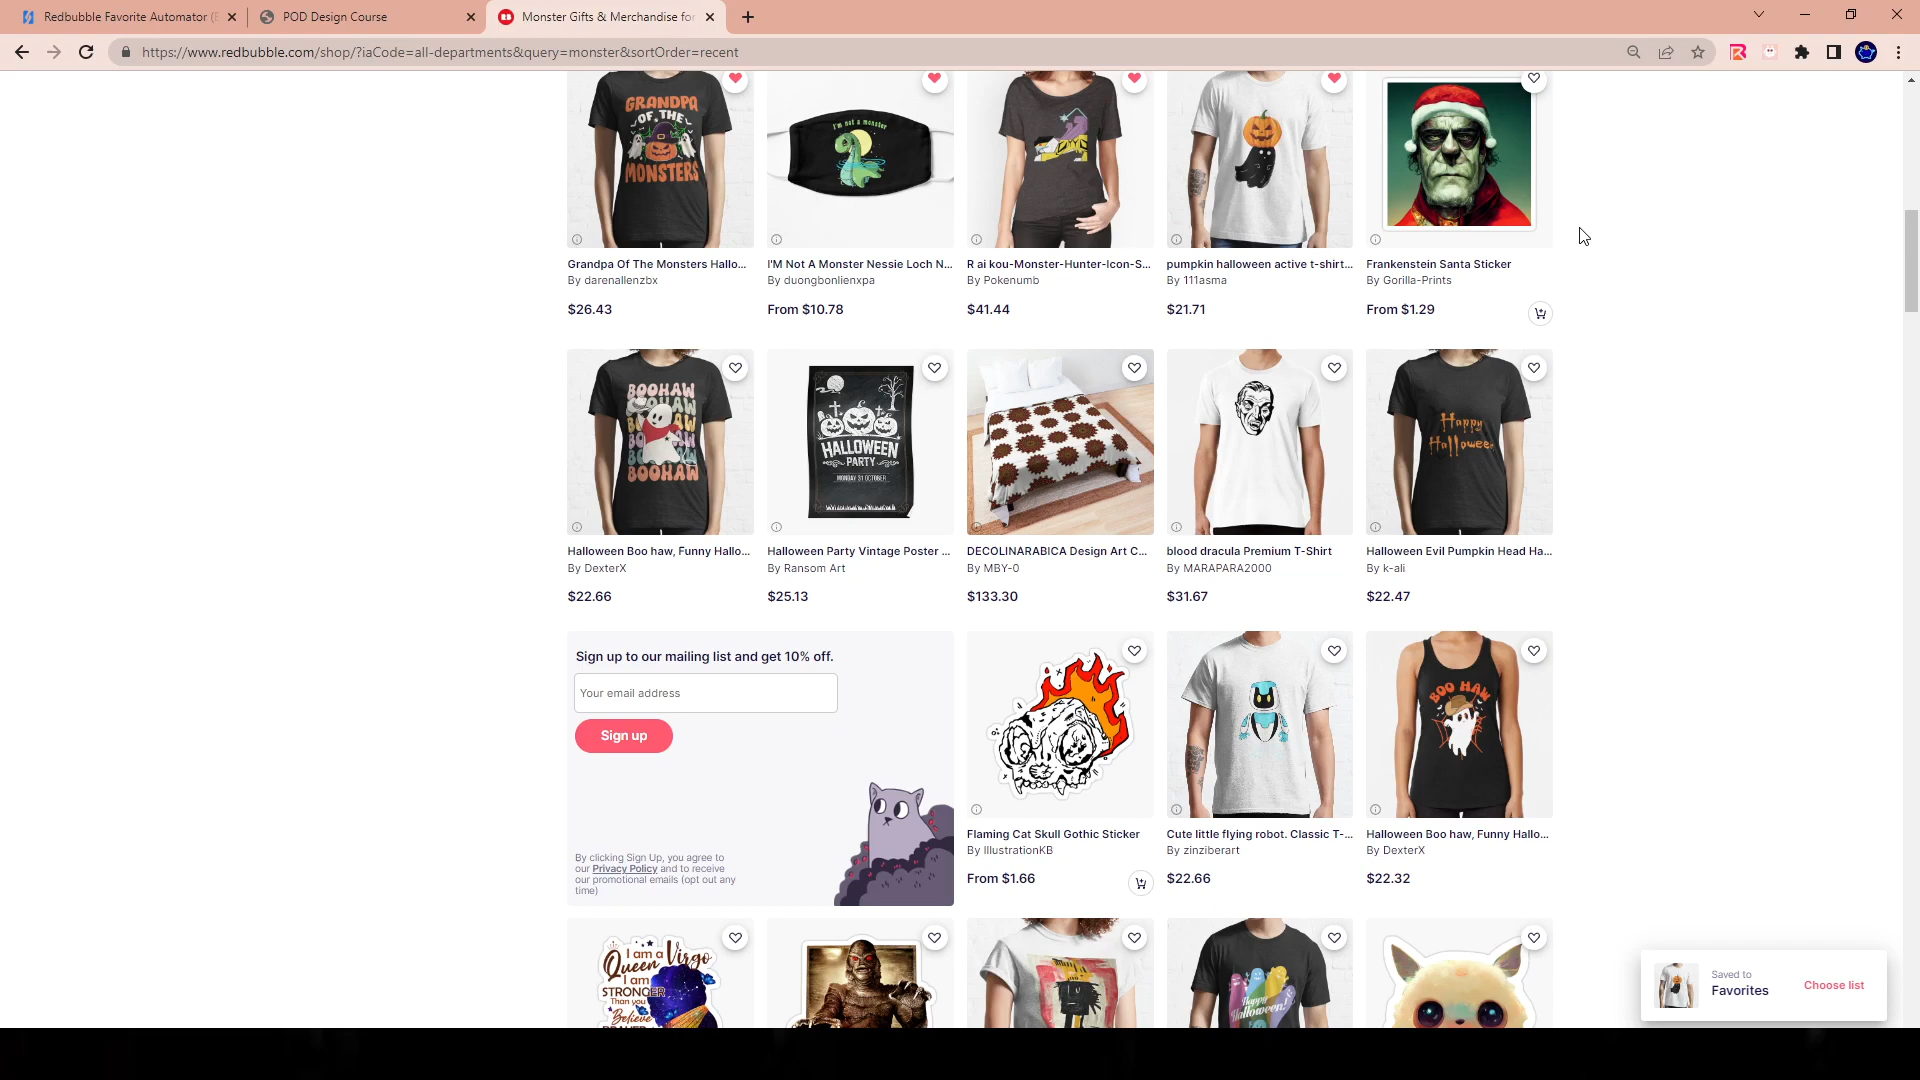 Redbubble Favorite Automator (E
POD Design Course
Monster Gifts & Merchandise for
https://www.redbubble.com/shop/?iaCode=all-departments&query=monster&sortOrder=recent
GRANDPA
OF THE
MONSTERS
I'm not a monster
Grandpa Of The Monsters Hallo...
By darenallenzbx
$26.43
I'M Not A Monster Nessie Loch N...
By duongbonlienxpa
From $10.78
R ai kou-Monster-Hunter-Icon-S...
By Pokenumb
$41.44
pumpkin halloween active t-shirt...
By 111asma
$21.71
Frankenstein Santa Sticker
By Gorilla-Prints
From $1.29
BOOHAW
BOOHAW
BOOHAW
HALLOWEEN
PARTY
MONDAY 31 OCTOBER
Happy
Halloween
Halloween Boo haw, Funny Hallo...
By DexterX
$22.66
Halloween Party Vintage Poster ...
By Ransom Art
$25.13
DECOLINARABICA Design Art C...
By MBY-0
$133.30
blood dracula Premium T-Shirt
By MARAPARA2000
$31.67
Halloween Evil Pumpkin Head Ha...
By k-ali
$22.47
Sign up to our mailing list and get 10% off.
Your email address
Sign up
By clicking Sign Up, you agree to
our Privacy Policy and to receive
our promotional emails (opt out any
time)
BOO HAW
Flaming Cat Skull Gothic Sticker
By IllustrationKB
From $1.66
Cute little flying robot. Classic T-...
By zinziberart
$22.66
Halloween Boo haw, Funny Hallo...
By DexterX
$22.32
I am a
Queen Virgo
I am
STRONGER
Than you
Believe
Happy
Halloween!
Saved to
Favorites
Choose list